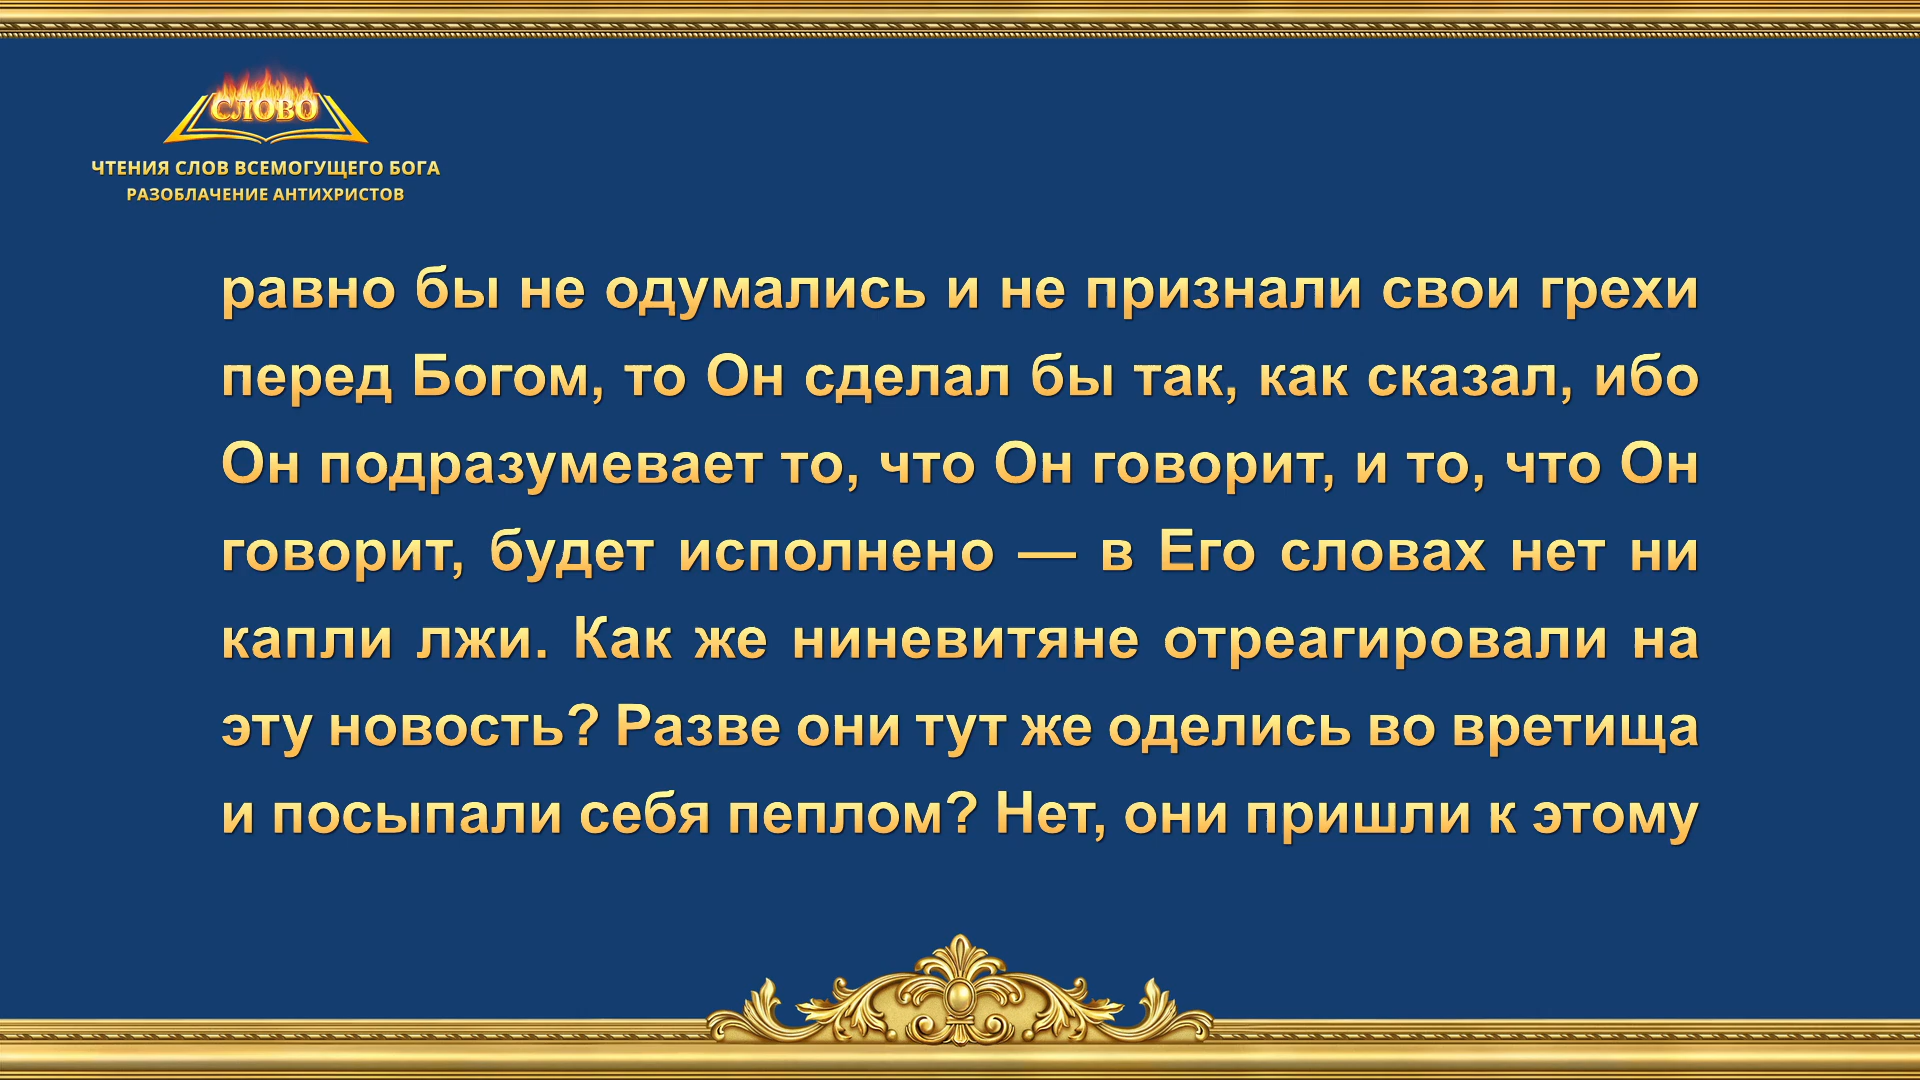 СЛОВО
ЧТЕНИЯ СЛОВ ВСЕМОГУЩЕГО БОГА
РАЗОБЛАЧЕНИЕ АНТИХРИСТОВ
равно бы не одумались и не признали свои грехи
перед Богом, то Он сделал бы так, как сказал, ибо
Он подразумевает то, что Он говорит, и то, что Он
говорит, будет исполнено — в Его словах нет ни
капли лжи. Как же ниневитяне отреагировали на
эту новость? Разве они тут же оделись во вретища
и посыпали себя пеплом? Нет, они пришли к этому